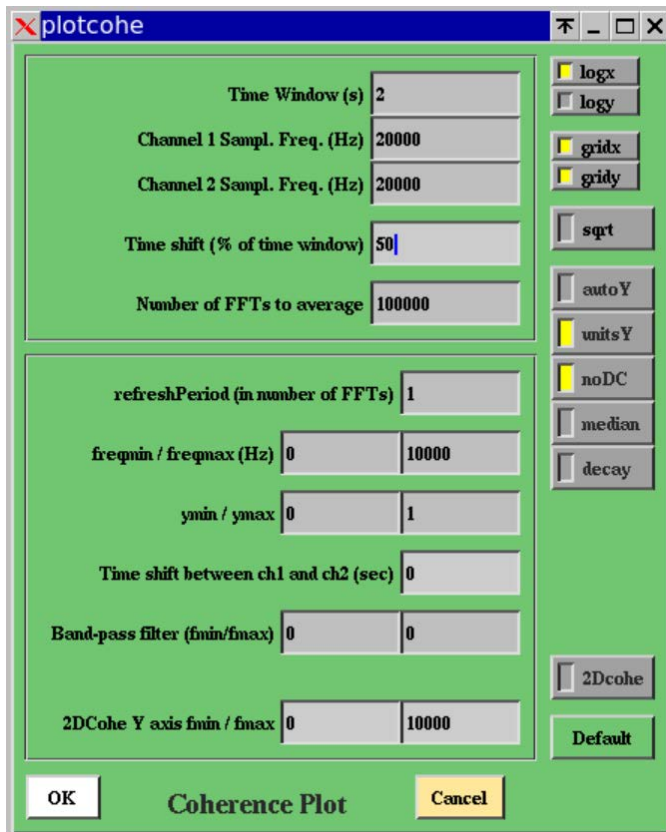 plotcohe
Time Window (s) 2
Channel 1 Sampl. Freq. (Hz) 20000
Channel 2 Sampl. Freq. (Hz) 20000
Time shift (% of time window) 50
Number of FFTs to average 100000
refreshPeriod (in number of FFTs) 1
freqmin / freqmax (Hz) 0 10000
ymin / ymax 0 1
Time shift between ch1 and ch2 (sec) 0
Band-pass filter (fmin/fmax) 0 0
2DCohe Y axis fmin / fmax 0 10000
logx
logy
gridx
gridy
sqrt
autoY
unitsY
noDC
median
decay
2Dcohe
Default
OK
Coherence Plot
Cancel